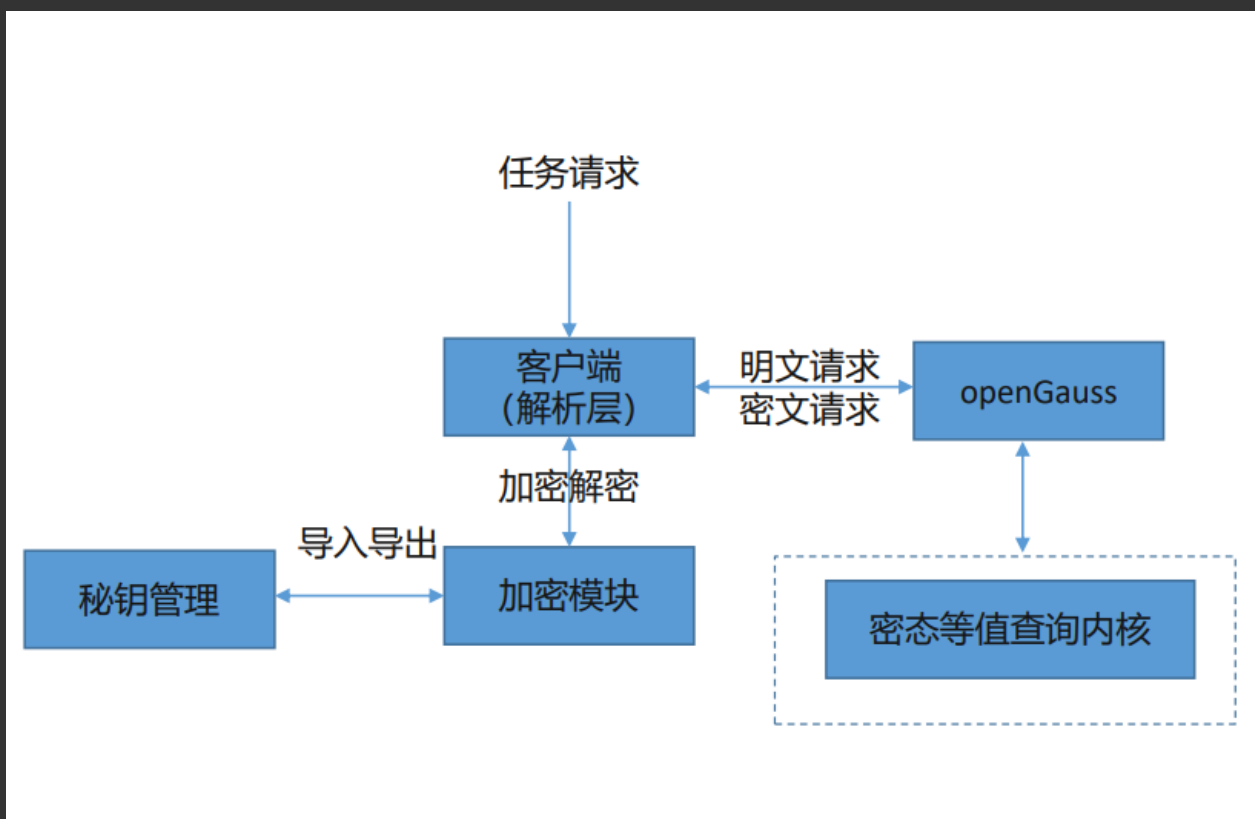 任务请求
客户端
(解析层)
明文请求
密文请求
openGauss
加密解密
导入导出
秘钥管理
加密模块
密态等值查询内核